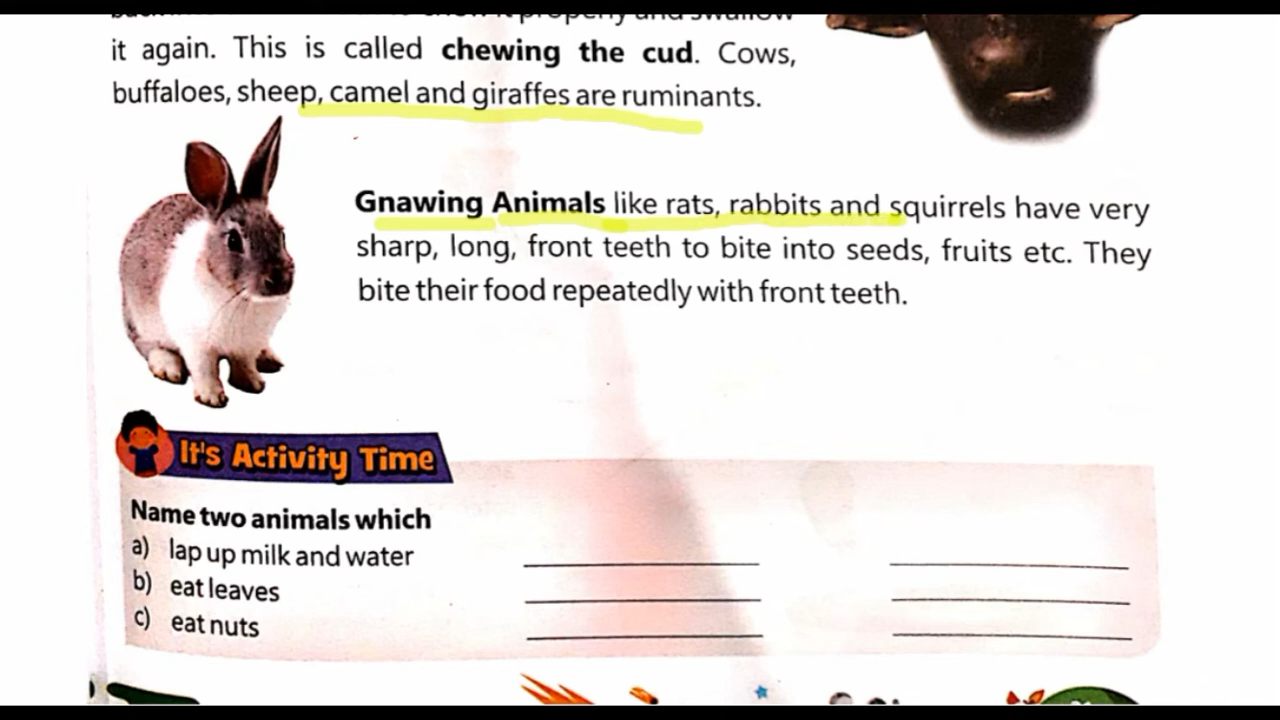 it again. This is called chewing the cud. Cows,
buffaloes, sheep, camel and giraffes are ruminants.
Gnawing Animals like rats, rabbits and squirrels have very
sharp, long, front teeth to bite into seeds, fruits etc. They
bite their food repeatedly with front teeth.
It's Activity Time
Name two animals which
a) lap up milk and water
b) eat leaves
c) eat nuts